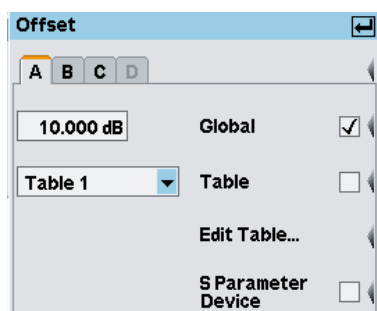 Offset
A B C D
10.000 dB Global
Table 1 Table
Edit Table...
S Parameter
Device